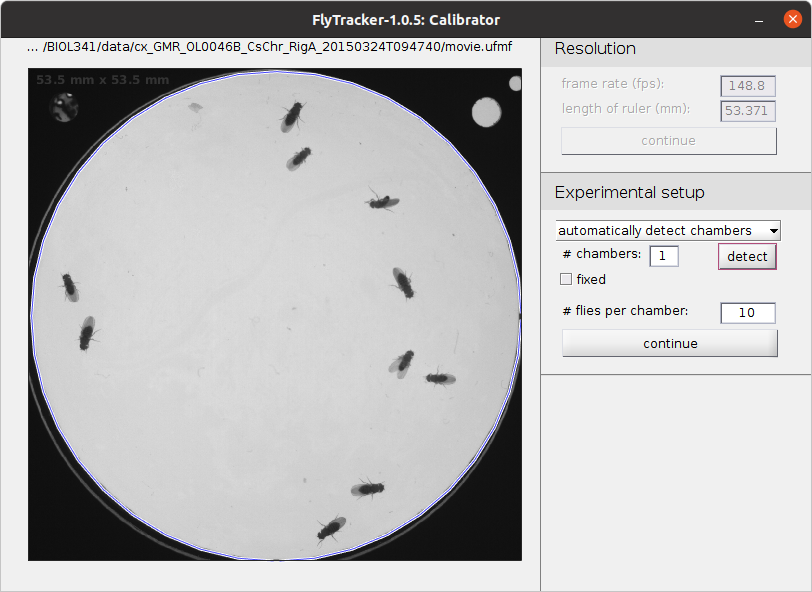 FlyTracker-1.0.5: Calibrator
... /BIOL341/data/cx_GMR_OL0046B_CsChr_RigA_20150324T094740/movie.ufmf
53.5 mm x 53.5 mm
Resolution
frame rate (fps): 148.8
length of ruler (mm): 53.371
continue
Experimental setup
automatically detect chambers
# chambers: 1 detect
fixed
# flies per chamber: 10
continue